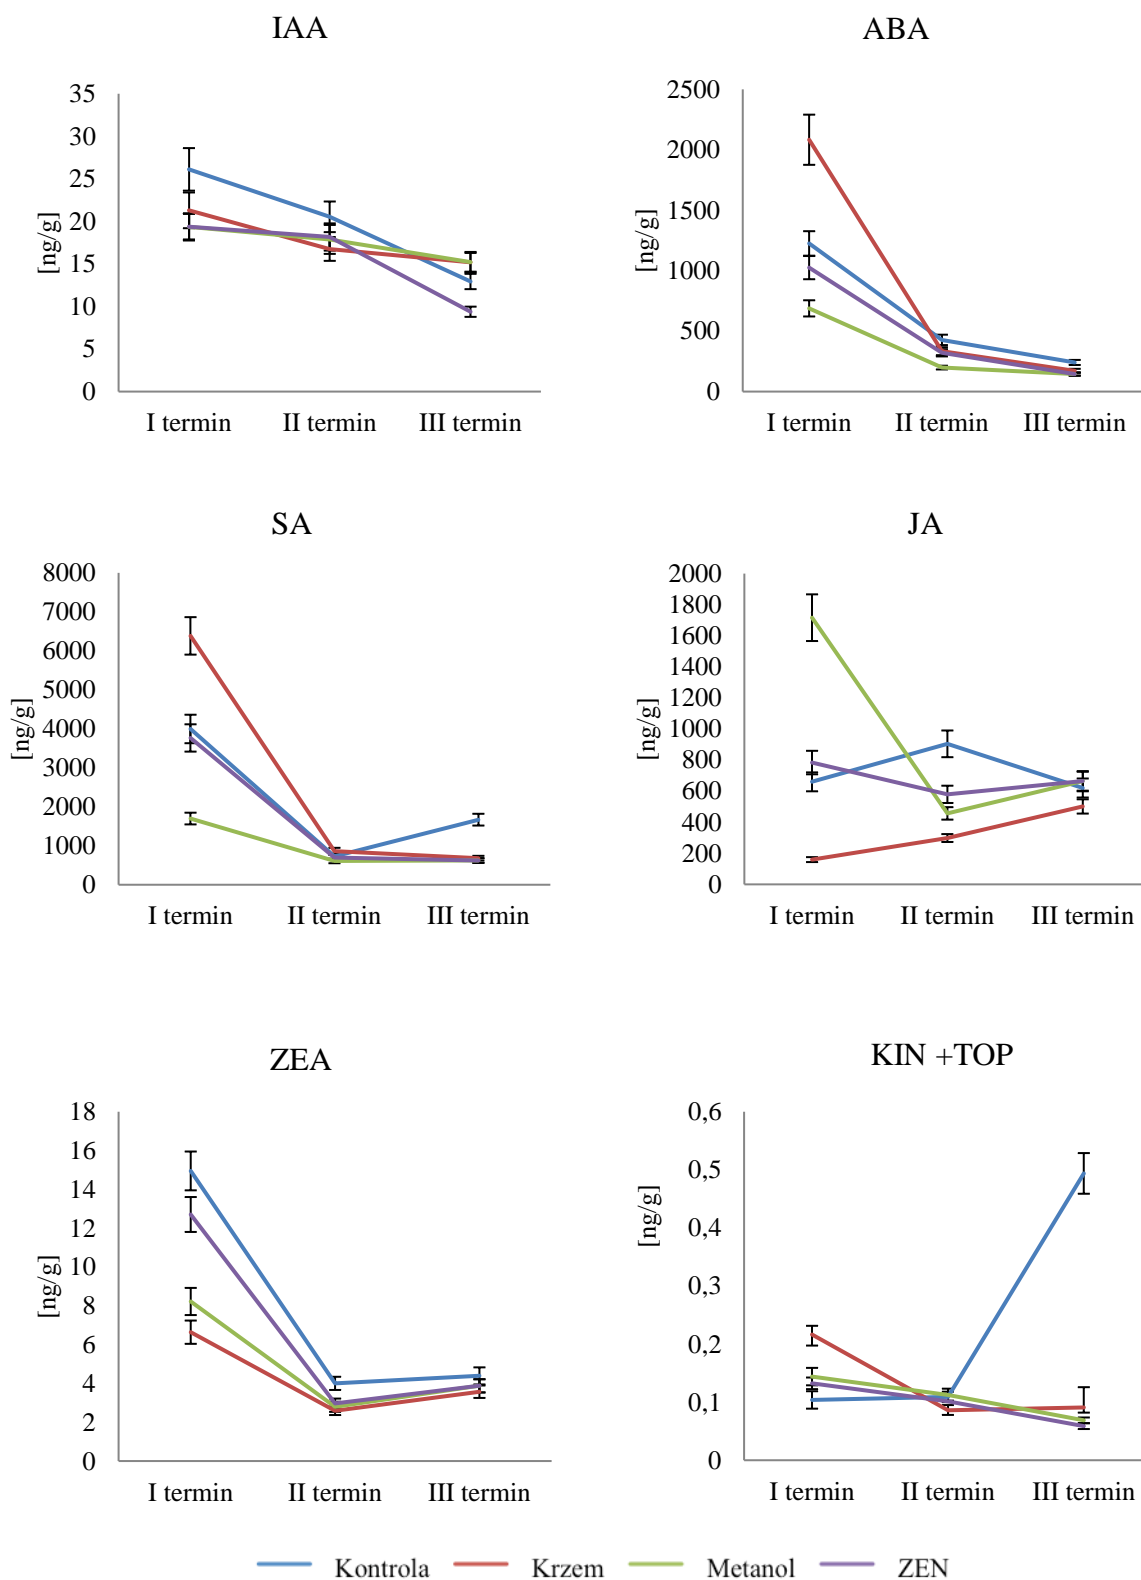 IAA
35
30
25
20
15
10
5
0
[ng/g]
I termin II termin III termin
ABA
2500
2000
1500
1000
500
0
[ng/g]
I termin II termin III termin
SA
8000
7000
6000
5000
4000
3000
2000
1000
0
[ng/g]
I termin II termin III termin
JA
2000
1800
1600
1400
1200
1000
800
600
400
200
0
[ng/g]
I termin II termin III termin
ZEA
18
16
14
12
10
8
6
4
2
0
[ng/g]
I termin II termin III termin
KIN +TOP
0,6
0,5
0,4
0,3
0,2
0,1
0
[ng/g]
I termin II termin III termin
Kontrola Krzem Metanol ZEN